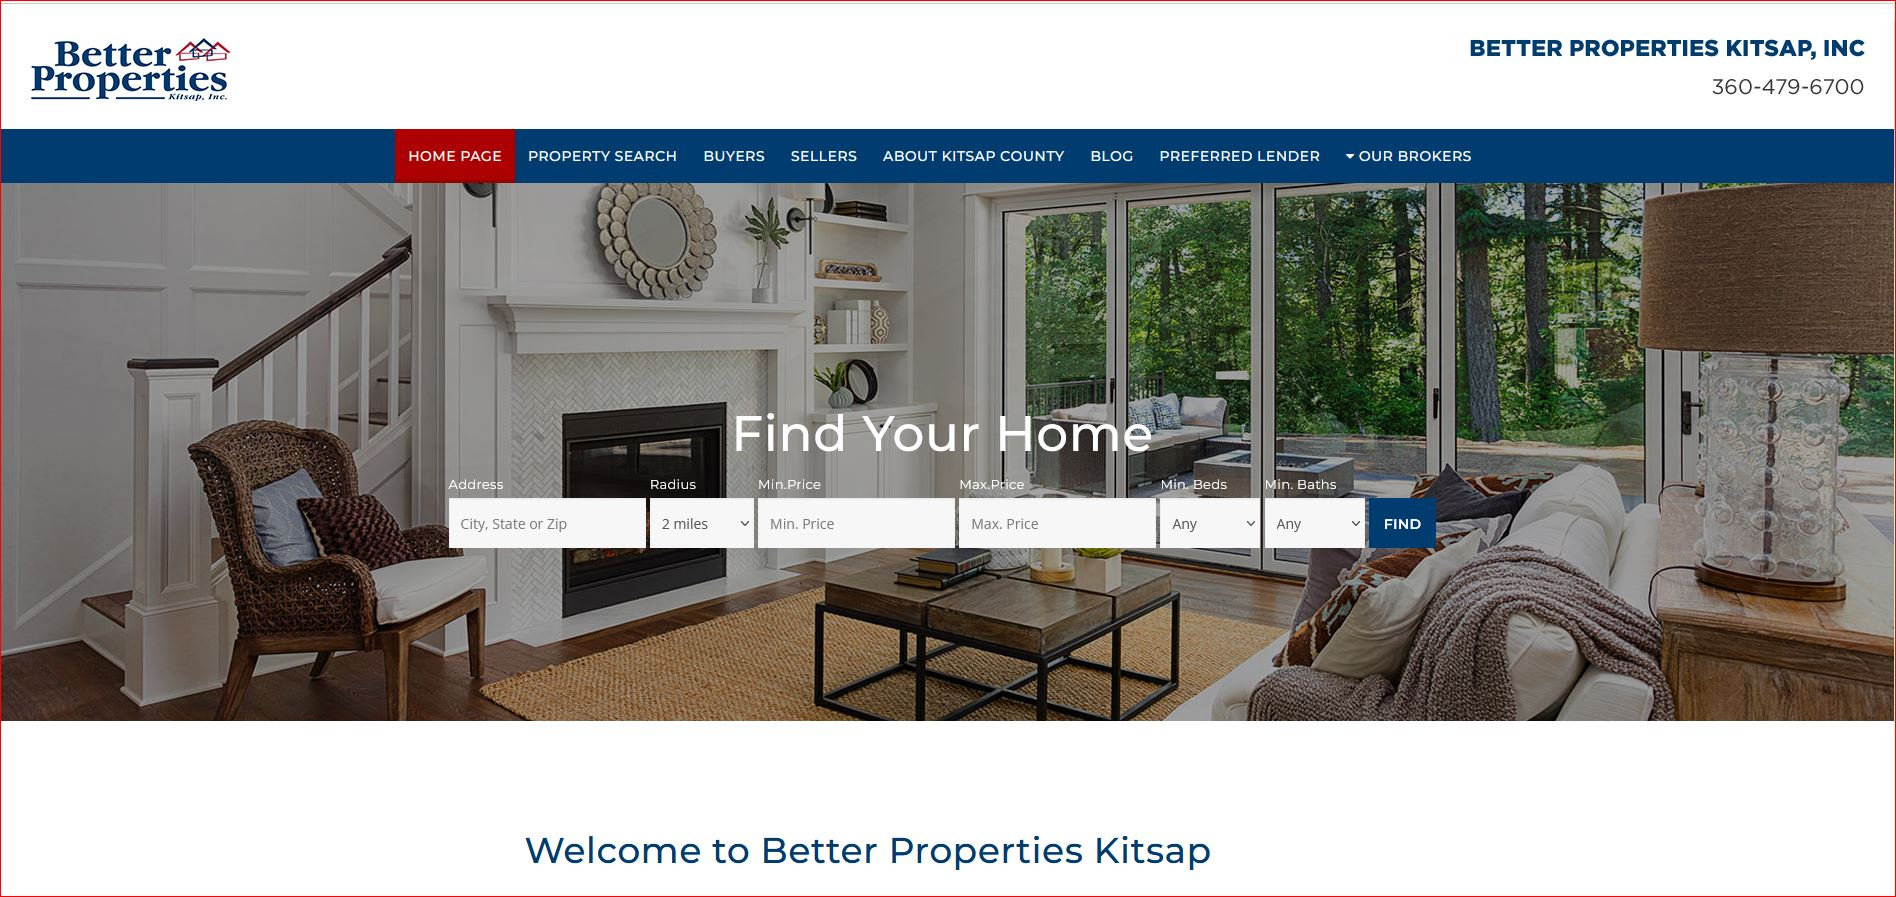 Better
Properties
Kitsap, Inc.
BETTER PROPERTIES KITSAP, INC
360-479-6700
HOME PAGE PROPERTY SEARCH BUYERS SELLERS ABOUT KITSAP COUNTY BLOG PREFERRED LENDER OUR BROKERS
Find Your Home
Address Radius Min.Price Max.Price Min. Beds Min. Baths
City, State or Zip 2 miles Min. Price Max. Price Any Any FIND
Welcome to Better Properties Kitsap